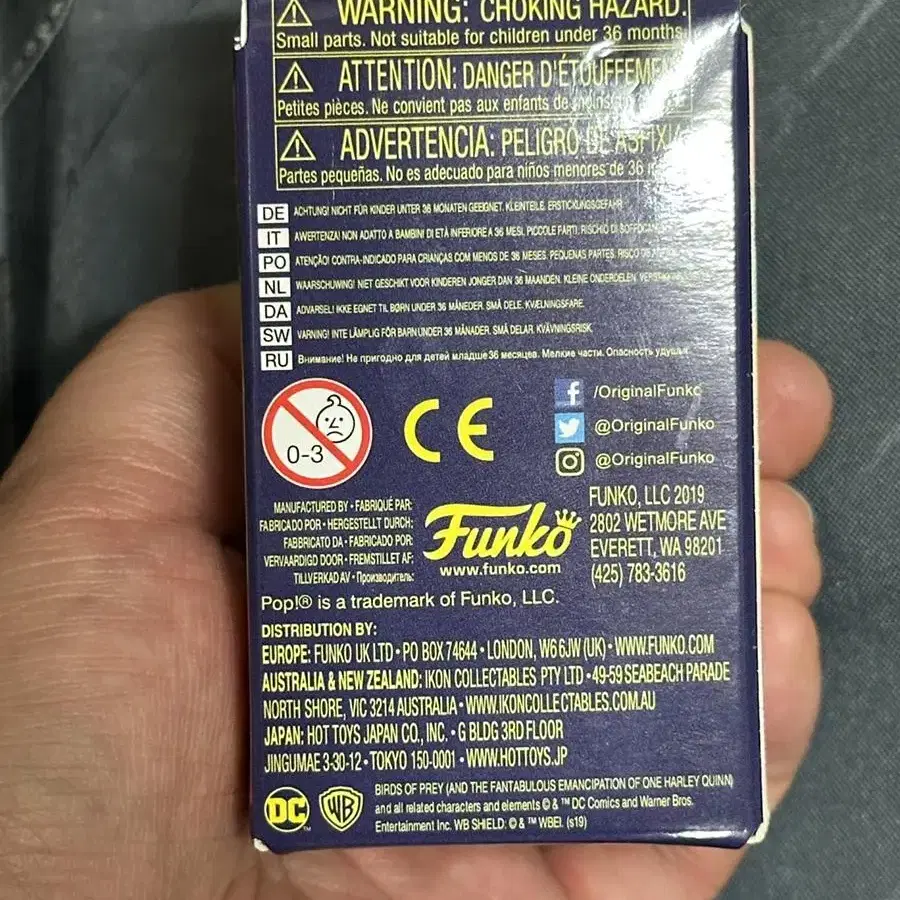 WARNING: CHOKING HAZARD.
Small parts. Not suitable for children under 36 months.
ATTENTION: DANGER D'ÉTOUFFEMEN
Petites pièces. Ne convient pas aux enfants de moins
ADVERTENCIA: PELIGRO DE ASFIXIA
Partes pequeñas. No es adecuado para niños menores de 36 m
DE ACHTUNG! NICHT FÜR KINDER UNTER 36 MONATEN GEEIGNET. KLEINTEILE. ERSTICKUNGSGEFAHR
IT AWERTENZA! NON ADATTO A BAMBINI DI ETÀ INFERIORE A 36 MESI. PICCOLE PARTI. RISCHIO DI SOFFOCAM
PO ATENÇÃO! CONTRA-INDICADO PARA CRIANÇAS COM MENOS DE 36 MESES. PEQUENAS PARTES. RISCO DE
NL WAARSCHUWING! NIET GESCHIKT VOOR KINDEREN JONGER DAN 36 MAANDEN. KLEINE ONDERDELEN.
DA ADVARSEL! IKKE EGNET TIL BØRN UNDER 36 MÅNEDER. SMÅ DELE. KVÆLNINGSFARE.
SW VARNING! INTE LÄMPLIG FÖR BARN UNDER 36 MÅNADER. SMÅ DELAR. KVÄVNINGSRISK.
RU Внимание! Не пригодно для детей младше 36 месяцев. Мелкие части. Опасность удушья
0-3
CE
/OriginalFunko
@OriginalFunko
@OriginalFunko
MANUFACTURED BY • FABRIQUÉ PAR:
FABRICADO POR • HERGESTELLT DURCH:
FABBRICATO DA • FABRICADO POR:
VERVAARDIGD DOOR • FREMSTILLET AF:
TILLVERKAD AV • Производитель:
Funko
www.funko.com
FUNKO, LLC 2019
2802 WETMORE AVE
EVERETT, WA 98201
(425) 783-3616
Pop!® is a trademark of Funko, LLC.
DISTRIBUTION BY:
EUROPE: FUNKO UK LTD • PO BOX 74644 • LONDON, W6 6JW (UK) • WWW.FUNKO.COM
AUSTRALIA & NEW ZEALAND: IKON COLLECTABLES PTY LTD • 49-59 SEABEACH PARADE
NORTH SHORE, VIC 3214 AUSTRALIA • WWW.IKONCOLLECTABLES.COM.AU
JAPAN: HOT TOYS JAPAN CO., INC. • G BLDG 3RD FLOOR
JINGUMAE 3-30-12 • TOKYO 150-0001 • WWW.HOTTOYS.JP
DC™
WB
BIRDS OF PREY (AND THE FANTABULOUS EMANCIPATION OF ONE HARLEY QUINN)
and all related characters and elements © & ™ DC Comics and Warner Bros.
Entertainment Inc. WB SHIELD: © & ™ WBEI. (s19)